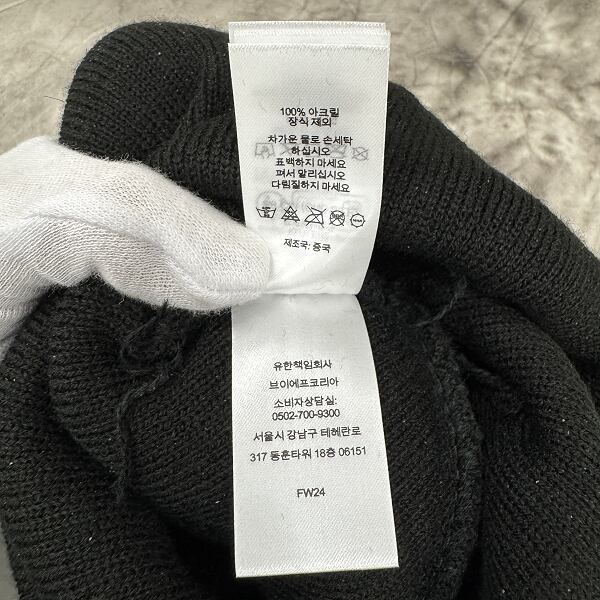 100% 아크릴
장식 제외
차가운 물로 손세탁
하십시오
표백하지 마세요
펴서 말리십시오
다림질하지 마세요
제조국: 중국
유한책임회사
브이에프코리아
소비자상담실:
0502-700-9300
서울시 강남구 테헤란로
317 동훈타워 18층 06151
FW24